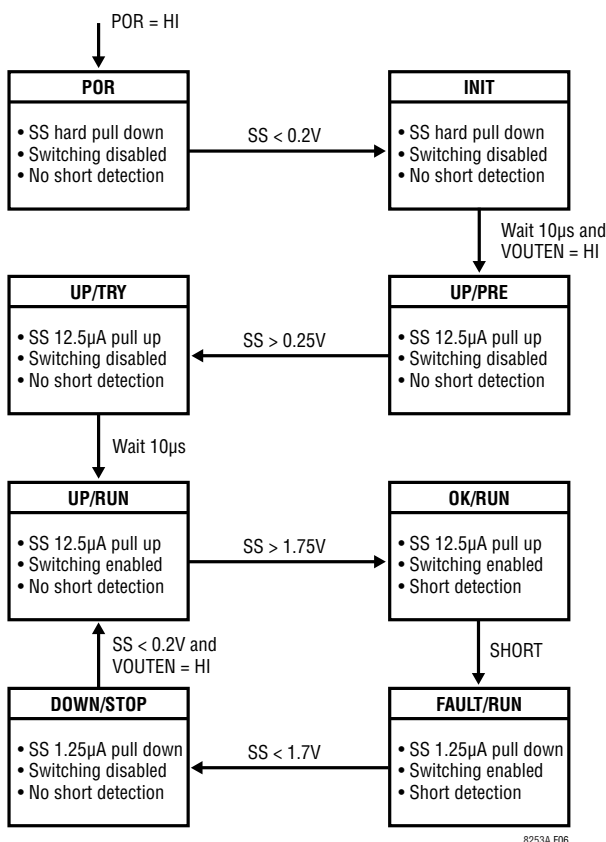 POR = HI
POR
• SS hard pull down
• Switching disabled
• No short detection
SS < 0.2V
INIT
• SS hard pull down
• Switching disabled
• No short detection
Wait 10µs and
VOUTEN = HI
UP/TRY
• SS 12.5µA pull up
• Switching disabled
• No short detection
SS > 0.25V
UP/PRE
• SS 12.5µA pull up
• Switching disabled
• No short detection
Wait 10µs
UP/RUN
• SS 12.5µA pull up
• Switching enabled
• No short detection
SS > 1.75V
OK/RUN
• SS 12.5µA pull up
• Switching enabled
• Short detection
SS < 0.2V and
VOUTEN = HI
SHORT
DOWN/STOP
• SS 1.25µA pull down
• Switching disabled
• No short detection
SS < 1.7V
FAULT/RUN
• SS 1.25µA pull down
• Switching enabled
• Short detection
8253A F06